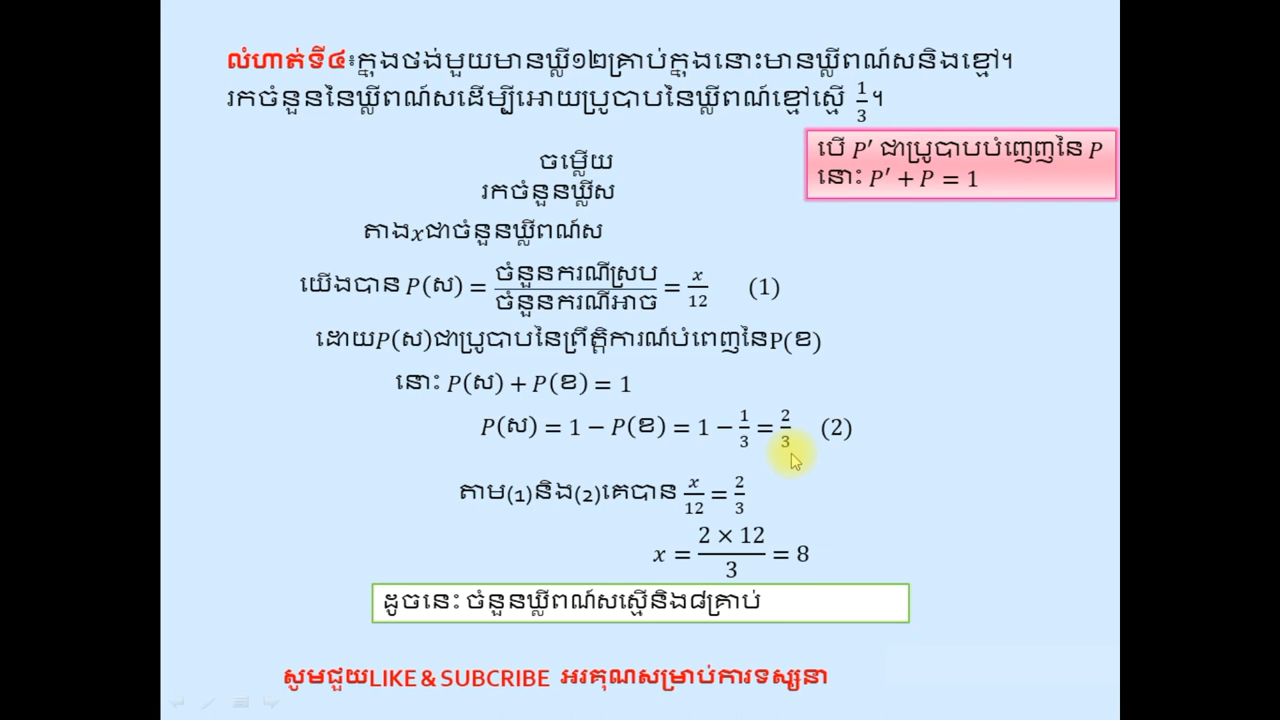 លំហាត់ទី៤៖ក្នុងថង់មួយមានឃ្លី១២គ្រាប់ក្នុងនោះមានឃ្លីពណ៍សនិងខ្មៅ។
រកចំនួននៃឃ្លីពណ៍សដើម្បីអោយប្រូបាបនៃឃ្លីពណ៍ខ្មៅស្មើ 1/3 ។
បើ P′ ជាប្រូបាបបំញេញនៃ P
នោះ P′ + P = 1
ចម្លើយ
រកចំនួនឃ្លីស
តាងxជាចំនួនឃ្លីពណ៍ស
យើងបាន P(ស) = ចំនួនករណីស្រប/ចំនួនករណីអាច = x/12 (1)
ដោយP(ស)ជាប្រូបាបនៃព្រឹត្តិការណ៍បំពេញនៃP(ខ)
នោះ P(ស) + P(ខ) = 1
P(ស) = 1 − P(ខ) = 1 − 1/3 = 2/3 (2)
តាម(1)និង(2)គេបាន x/12 = 2/3
x = 2 × 12/3 = 8
ដូចនេះ ចំនួនឃ្លីពណ៍សស្មើនិង៨គ្រាប់
សូមជួយLIKE & SUBCRIBE អរគុណសម្រាប់ការទស្សនា